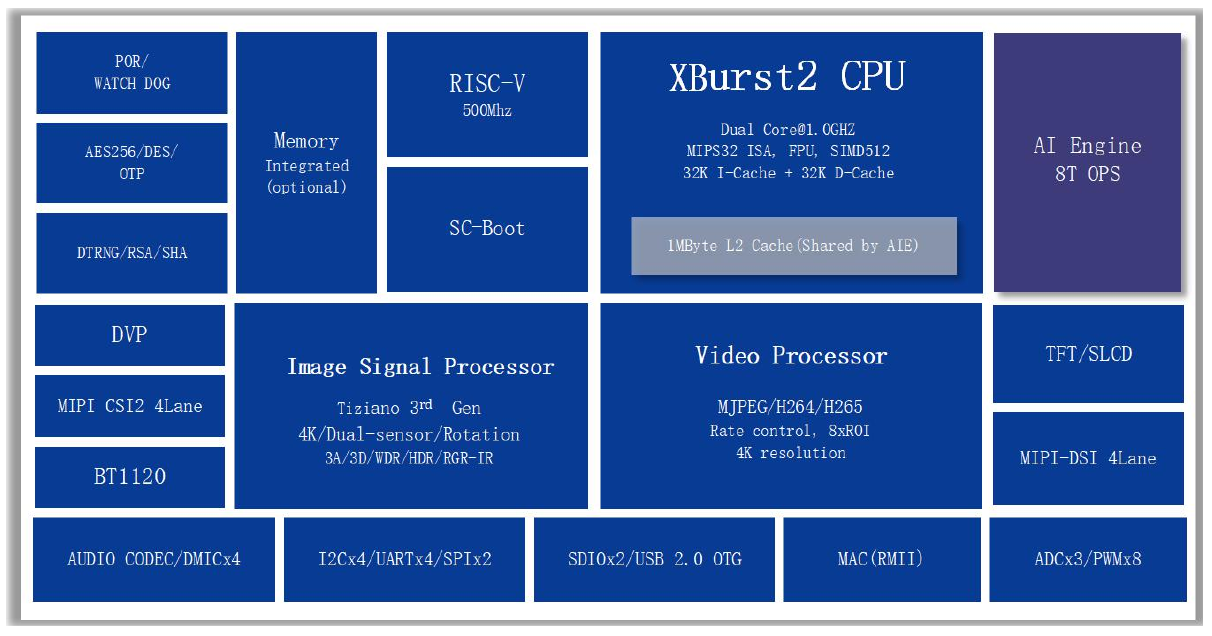 POR/
WATCH DOG
AES256/DES/
OTP
DTRNG/RSA/SHA
Memory
Integrated
(optional)
RISC-V
500Mhz
SC-Boot
XBurst2 CPU
Dual Core@1.0GHZ
MIPS32 ISA, FPU, SIMD512
32K I-Cache + 32K D-Cache
1MByte L2 Cache(Shared by AIE)
AI Engine
8T OPS
DVP
MIPI CSI2 4Lane
BT1120
Image Signal Processor
Tiziano 3rd Gen
4K/Dual-sensor/Rotation
3A/3D/WDR/HDR/RGR-IR
Video Processor
MJPEG/H264/H265
Rate control, 8xROI
4K resolution
TFT/SLCD
MIPI-DSI 4Lane
AUDIO CODEC/DMICx4
I2Cx4/UARTx4/SPIx2
SDIOx2/USB 2.0 OTG
MAC(RMII)
ADCx3/PWMx8